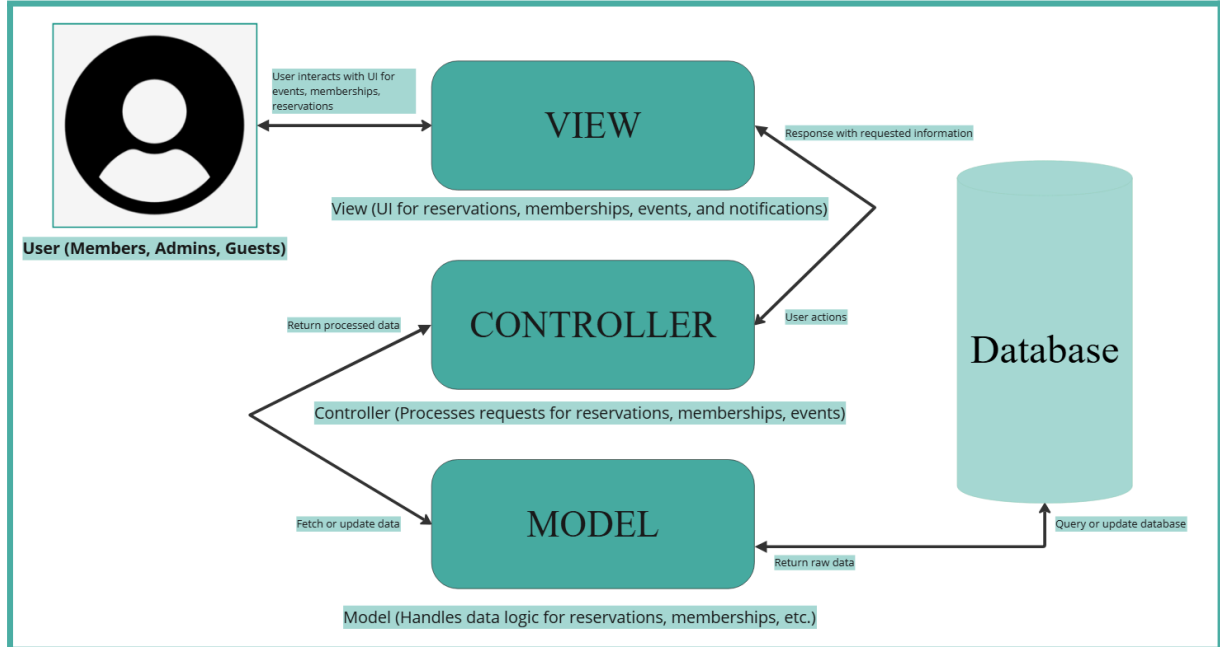 User interacts with UI for
events, memberships,
reservations
VIEW
Response with requested information
View (UI for reservations, memberships, events, and notifications)
User (Members, Admins, Guests)
Return processed data
CONTROLLER
User actions
Database
Controller (Processes requests for reservations, memberships, events)
Fetch or update data
MODEL
Query or update database
Return raw data
Model (Handles data logic for reservations, memberships, etc.)